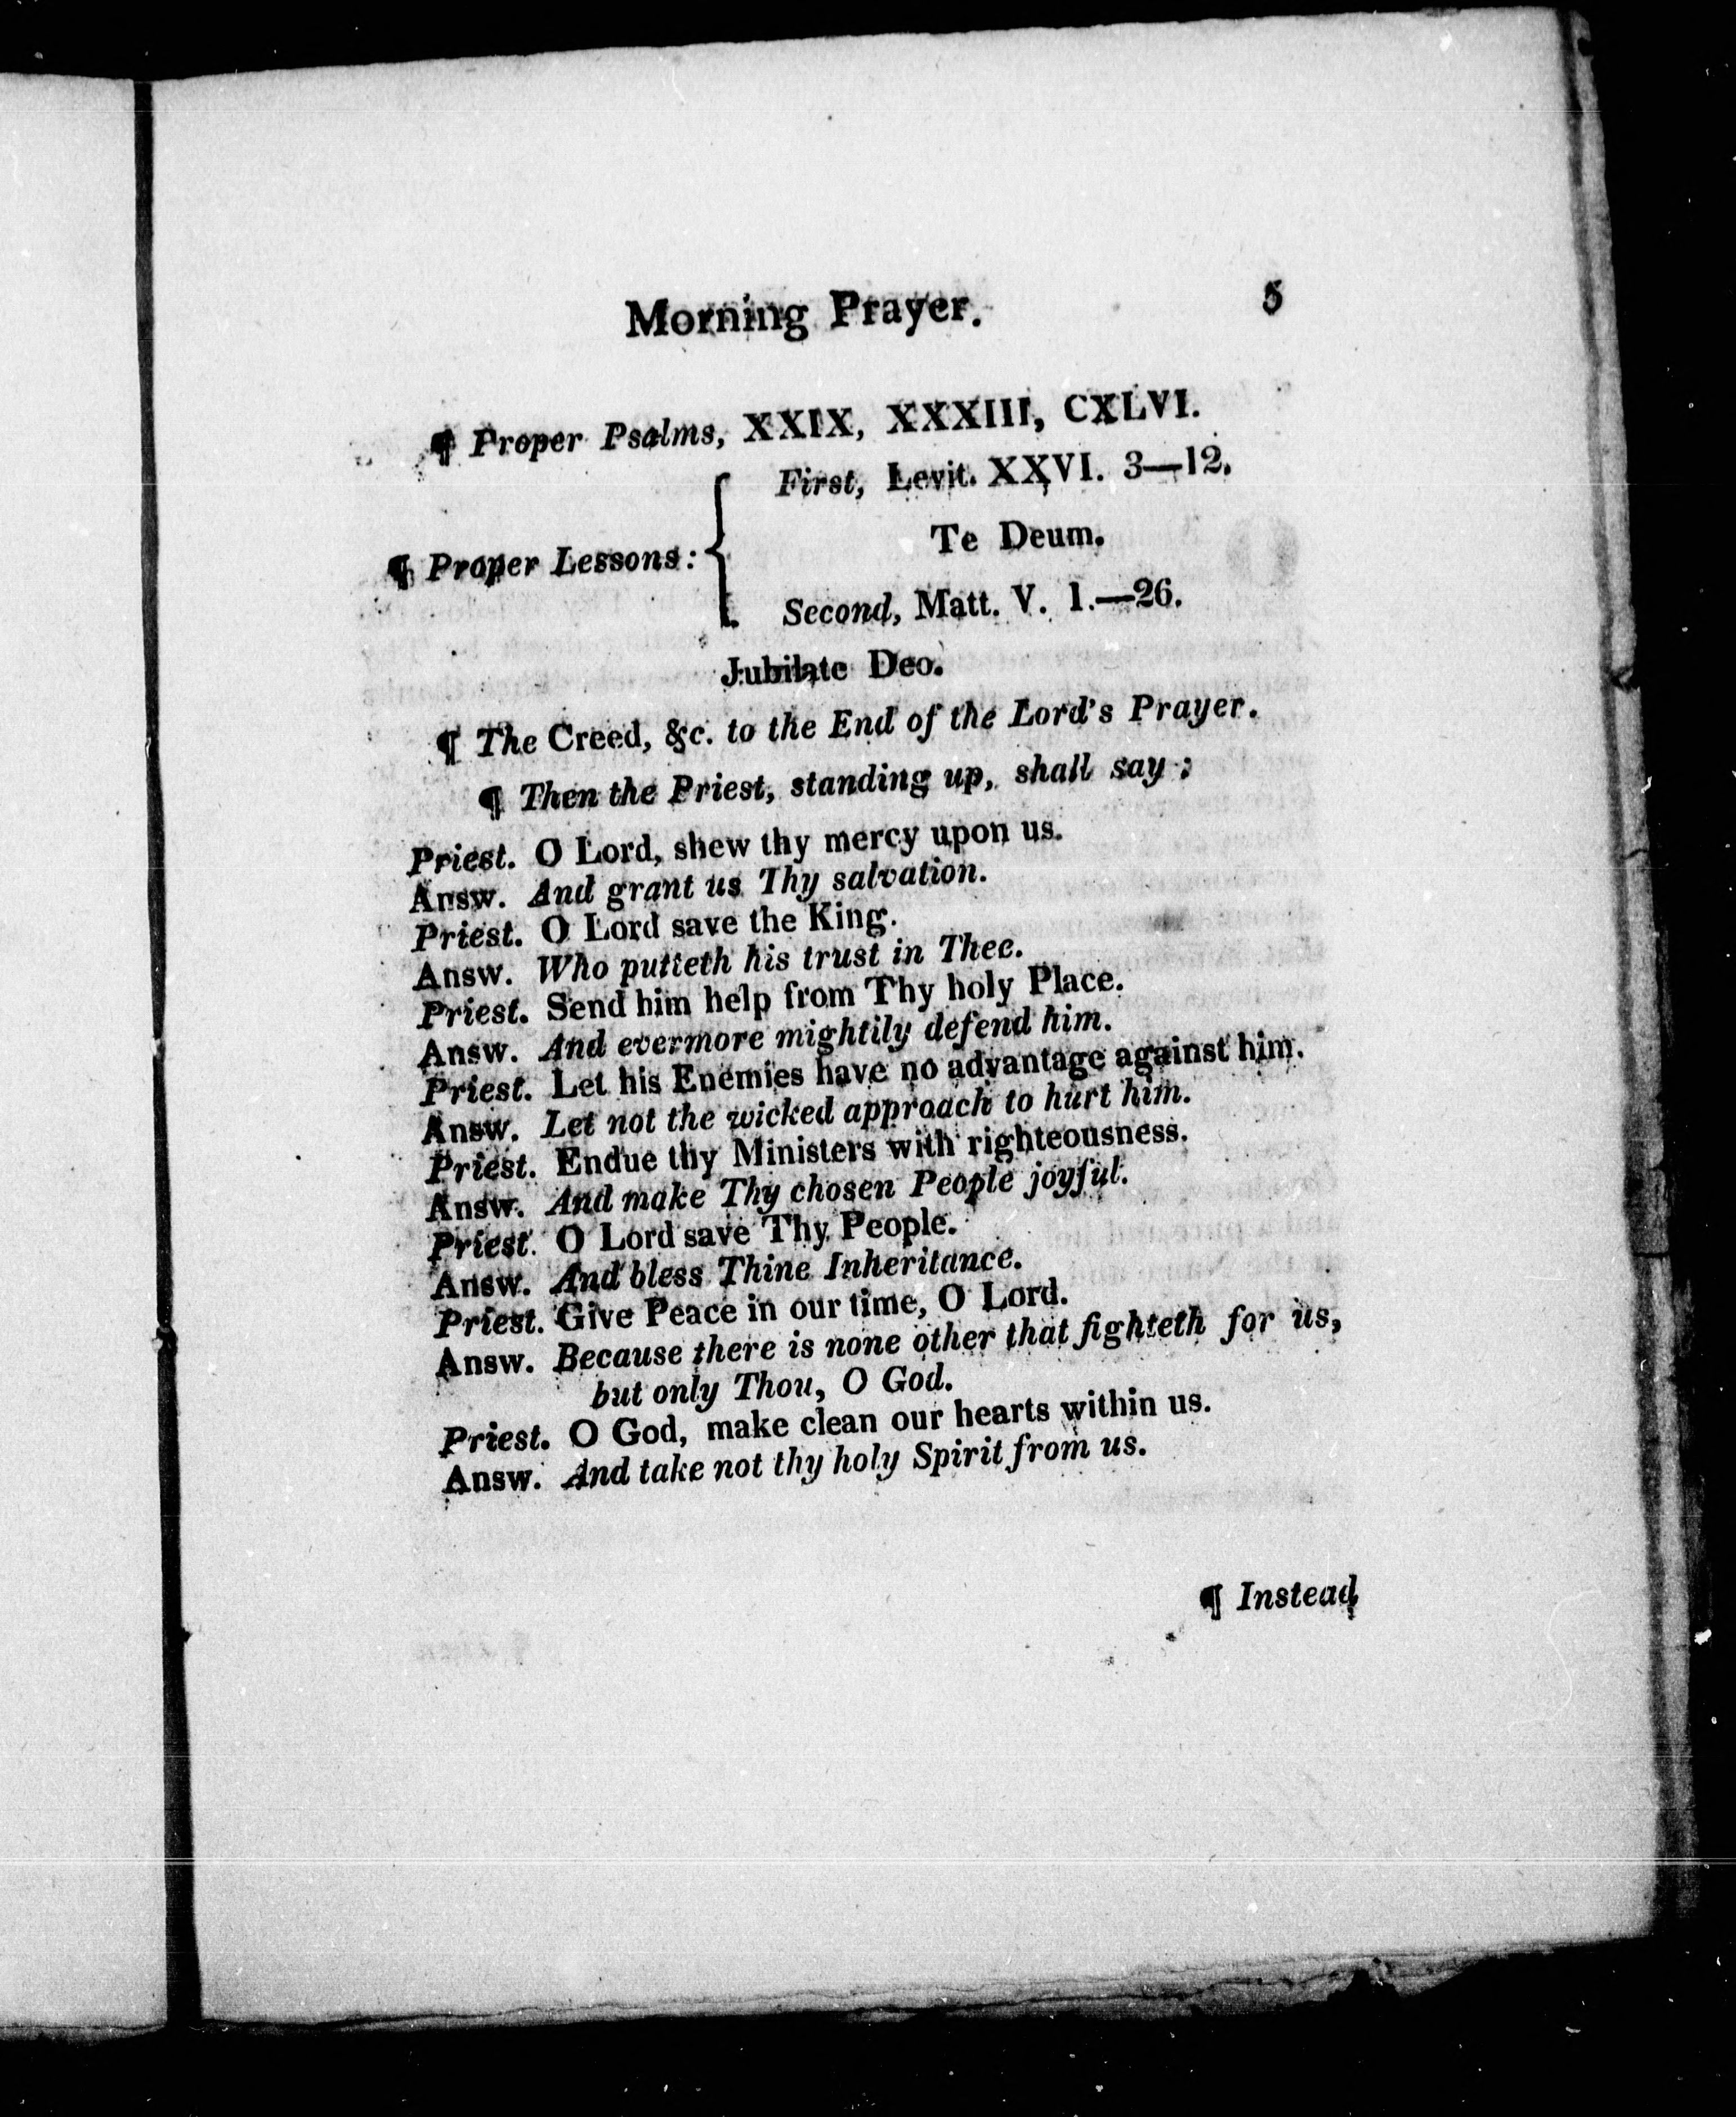 Morning Prayer. 5
¶ Proper Psalms, XXIX, XXXIII, CXLVI.
First, Levit. XXVI. 3—12.
Te Deum.
¶ Proper Lessons:
Second, Matt. V. 1.—26.
Jubilate Deo.
¶ The Creed, &c. to the End of the Lord's Prayer.
¶ Then the Priest, standing up, shall say:
Priest. O Lord, shew thy mercy upon us.
Answ. And grant us Thy salvation.
Priest. O Lord save the King.
Answ. Who putteth his trust in Thee.
Priest. Send him help from Thy holy Place.
Answ. And evermore mightily defend him.
Priest. Let his Enemies have no advantage against him.
Answ. Let not the wicked approach to hurt him.
Priest. Endue thy Ministers with righteousness.
Answ. And make Thy chosen People joyful.
Priest. O Lord save Thy People.
Answ. And bless Thine Inheritance.
Priest. Give Peace in our time, O Lord.
Answ. Because there is none other that fighteth for us,
but only Thou, O God.
Priest. O God, make clean our hearts within us.
Answ. And take not thy holy Spirit from us.
¶ Instead